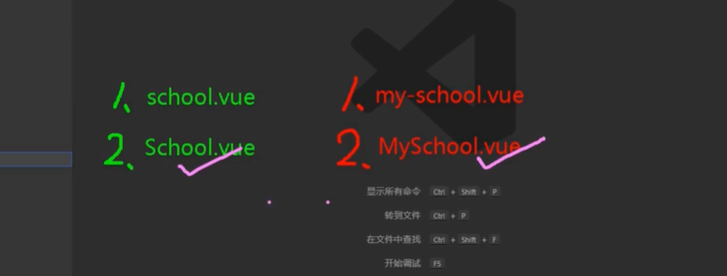 1、school.vue
1、my-school.vue
2、School.vue
2、MySchool.vue
显示所有命令 Ctrl + Shift + P
转到文件 Ctrl + P
在文件中查找 Ctrl + Shift + F
开始调试 F5